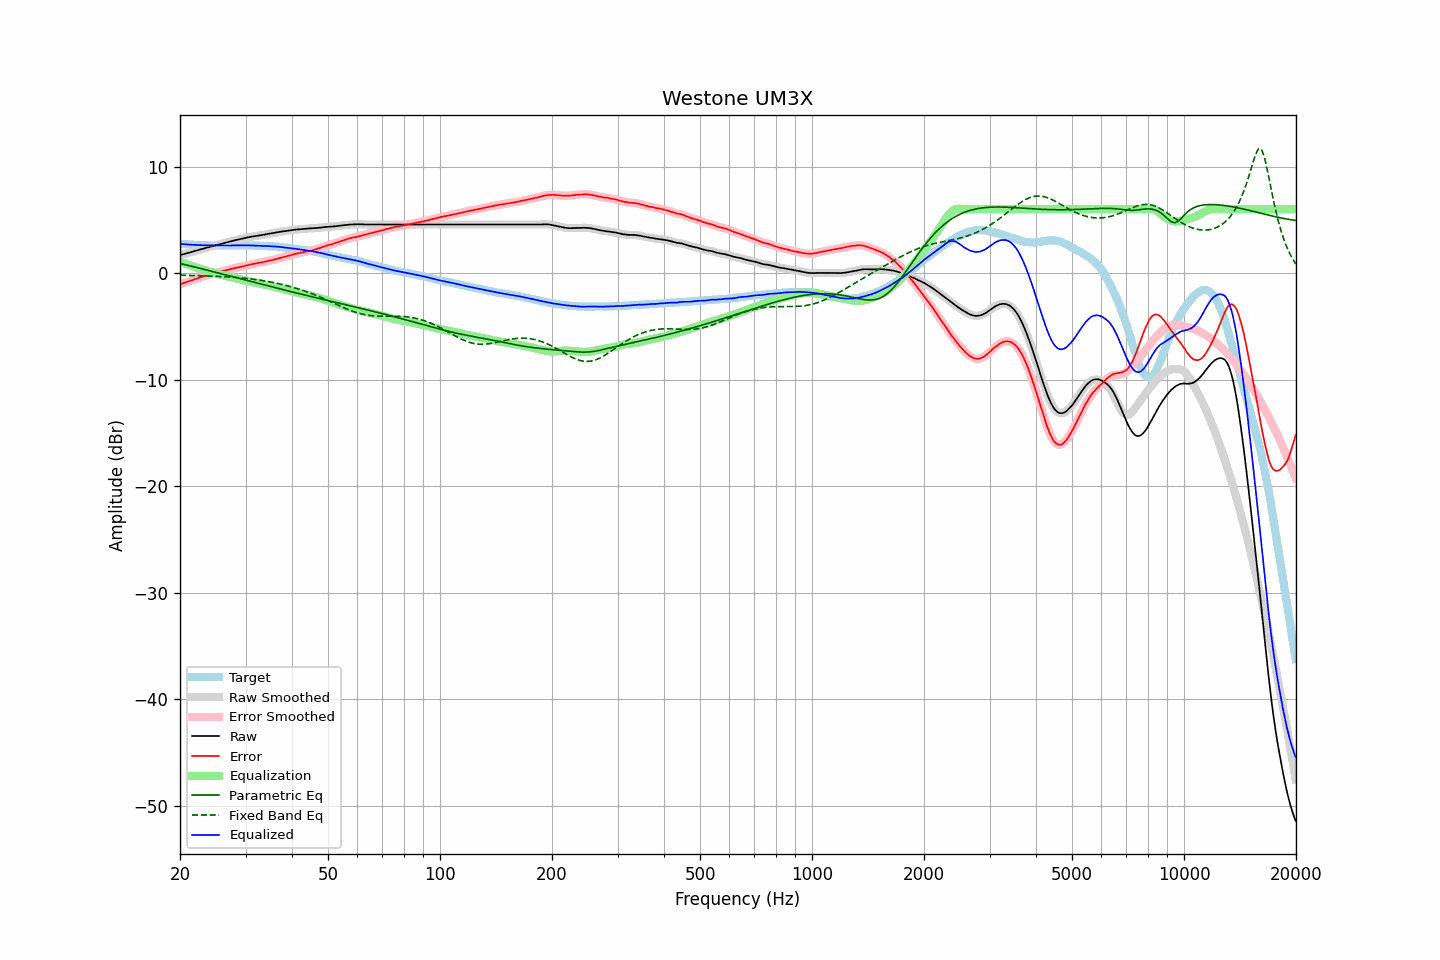 Westone UM3X
Amplitude (dBr)
10
0
−10
−20
−30
−40
−50
Target
Raw Smoothed
Error Smoothed
Raw
Error
Equalization
Parametric Eq
Fixed Band Eq
Equalized
20 50 100 200 500 1000 2000 5000 10000 20000
Frequency (Hz)